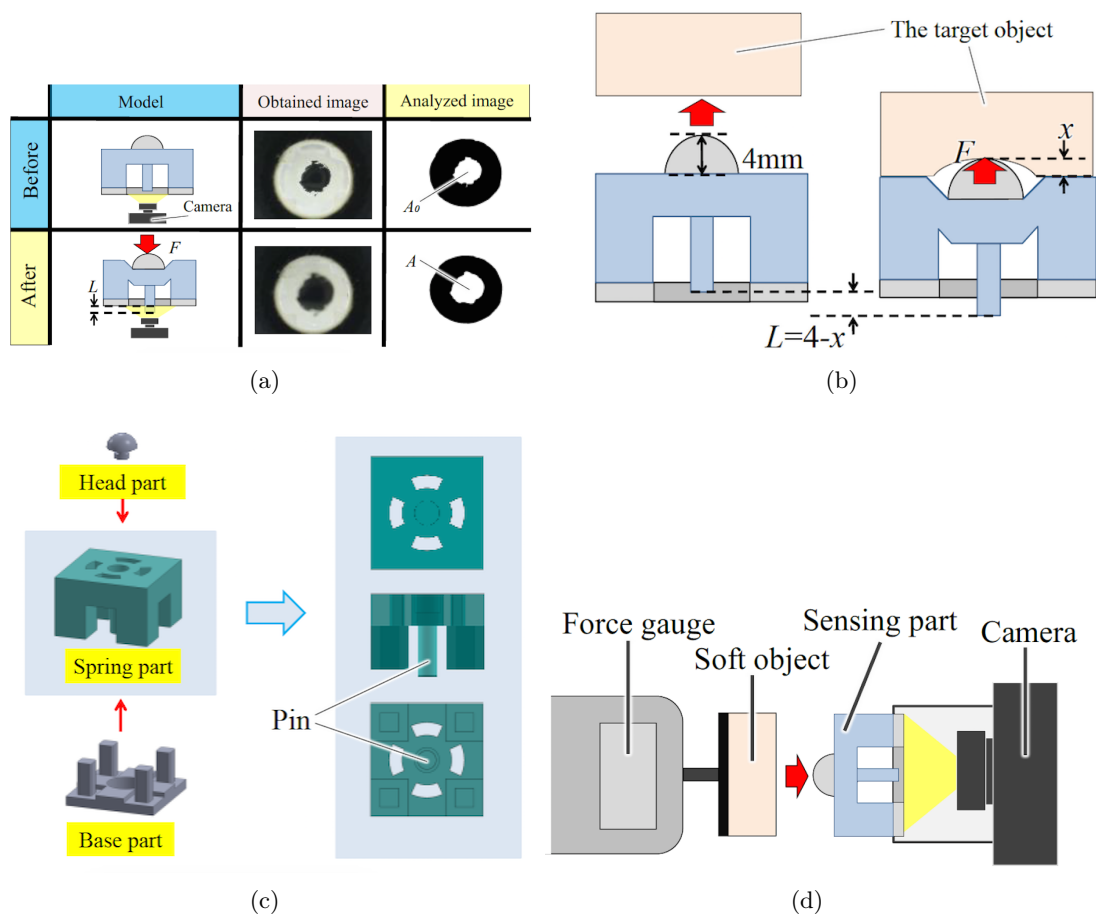 Model
Obtained image
Analyzed image
Before
Camera
A₀
After
F
L
A
(a)
The target object
4mm
F
x
L=4-x
(b)
Head part
Spring part
Base part
Pin
(c)
Force gauge
Soft object
Sensing part
Camera
(d)